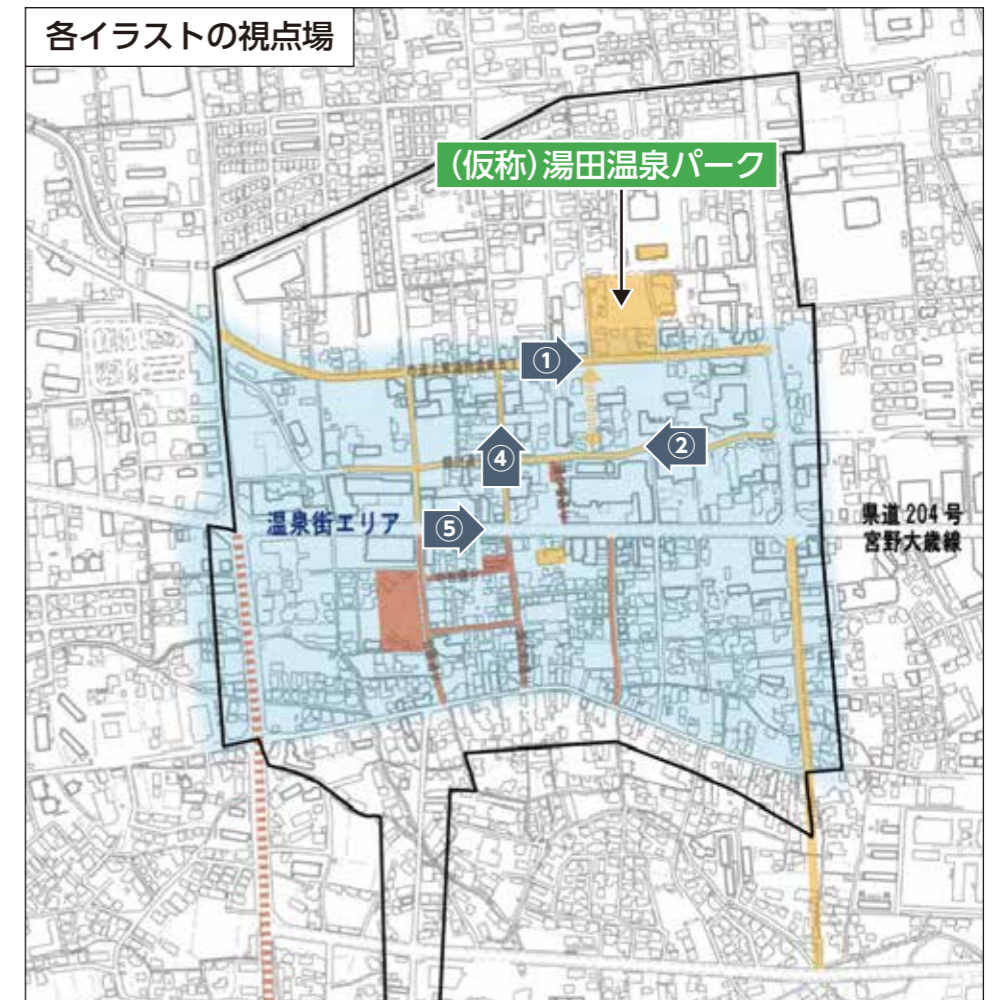 各イラストの視点場
(仮称)湯田温泉パーク
①
②
④
温泉街エリア
⑤
県道204号
宮野大歳線